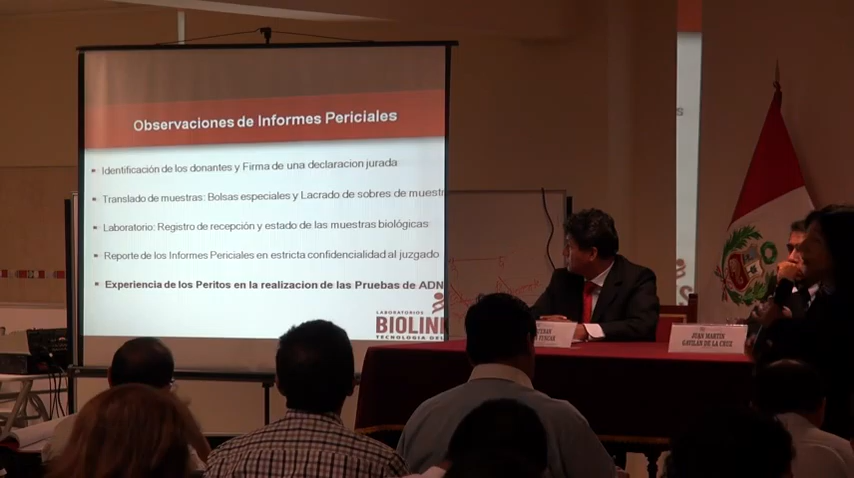 Observaciones de Informes Periciales
Identificación de los donantes y Firma de una declaracion jurada
Translado de muestras: Bolsas especiales y Lacrado de sobres de muestr
Laboratorio: Registro de recepción y estado de las muestras biológicas
Reporte de los Informes Periciales en estricta confidencialidad al juzgado
Experiencia de los Peritos en la realizacion de las Pruebas de ADN
LABORATORIOS
BIOLIN
TECNOLOGIA DEL
JUAN MARTIN
GAVILAN DE LA CRUZ